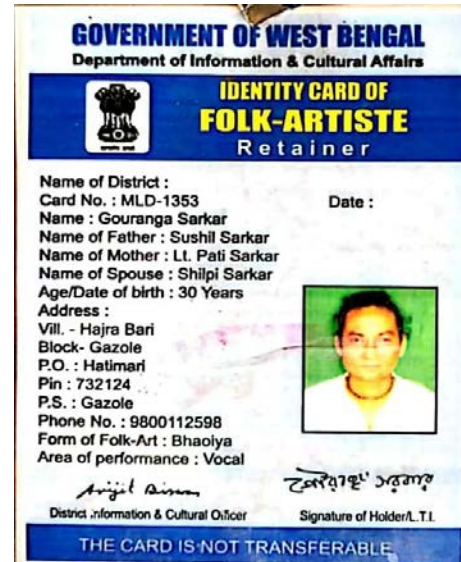 GOVERNMENT OF WEST BENGAL
Department of Information & Cultural Affairs
IDENTITY CARD OF
FOLK-ARTISTE
Retainer
Name of District :
Card No. : MLD-1353 Date :
Name : Gouranga Sarkar
Name of Father : Sushil Sarkar
Name of Mother : Lt. Pati Sarkar
Name of Spouse : Shilpi Sarkar
Age/Date of birth : 30 Years
Address :
Vill. - Hajra Bari
Block- Gazole
P.O. : Hatimari
Pin : 732124
P.S. : Gazole
Phone No. : 9800112598
Form of Folk-Art : Bhaoiya
Area of performance : Vocal
সরকার
District Information & Cultural Officer Signature of Holder/L.T.I.
THE CARD IS NOT TRANSFERABLE